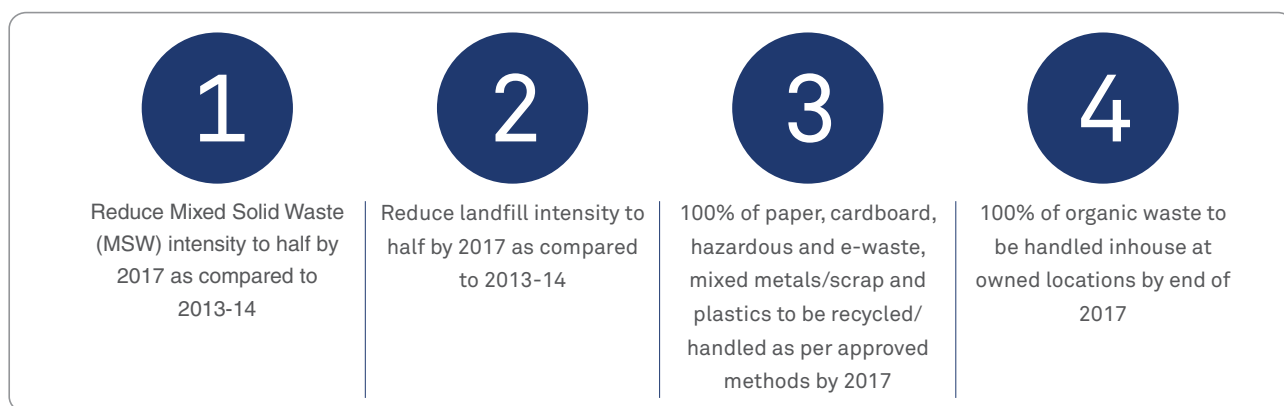 1
Reduce Mixed Solid Waste
(MSW) intensity to half by
2017 as compared to
2013-14
2
Reduce landfill intensity to
half by 2017 as compared
to 2013-14
3
100% of paper, cardboard,
hazardous and e-waste,
mixed metals/scrap and
plastics to be recycled/
handled as per approved
methods by 2017
4
100% of organic waste to
be handled inhouse at
owned locations by end of
2017